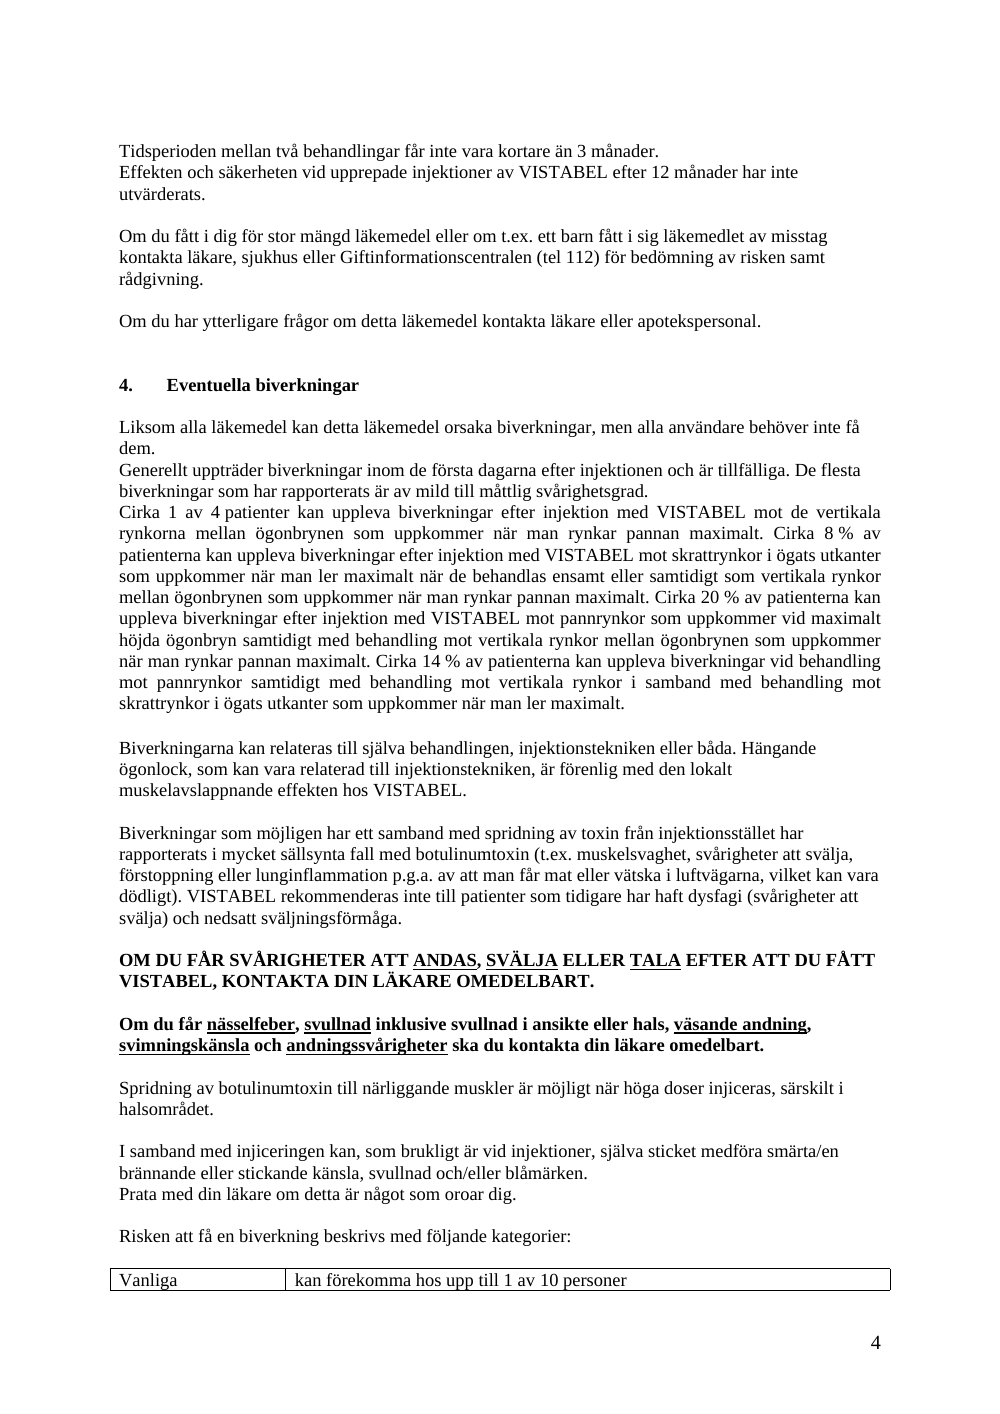 Tidsperioden mellan två behandlingar får inte vara kortare än 3 månader.
Effekten och säkerheten vid upprepade injektioner av VISTABEL efter 12 månader har inte
utvärderats.
Om du fått i dig för stor mängd läkemedel eller om t.ex. ett barn fått i sig läkemedlet av misstag
kontakta läkare, sjukhus eller Giftinformationscentralen (tel 112) för bedömning av risken samt
rådgivning.
Om du har ytterligare frågor om detta läkemedel kontakta läkare eller apotekspersonal.
4. Eventuella biverkningar
Liksom alla läkemedel kan detta läkemedel orsaka biverkningar, men alla användare behöver inte få
dem.
Generellt uppträder biverkningar inom de första dagarna efter injektionen och är tillfälliga. De flesta
biverkningar som har rapporterats är av mild till måttlig svårighetsgrad.
Cirka 1 av 4 patienter kan uppleva biverkningar efter injektion med VISTABEL mot de vertikala
rynkorna mellan ögonbrynen som uppkommer när man rynkar pannan maximalt. Cirka 8 % av
patienterna kan uppleva biverkningar efter injektion med VISTABEL mot skrattrynkor i ögats utkanter
som uppkommer när man ler maximalt när de behandlas ensamt eller samtidigt som vertikala rynkor
mellan ögonbrynen som uppkommer när man rynkar pannan maximalt. Cirka 20 % av patienterna kan
uppleva biverkningar efter injektion med VISTABEL mot pannrynkor som uppkommer vid maximalt
höjda ögonbryn samtidigt med behandling mot vertikala rynkor mellan ögonbrynen som uppkommer
när man rynkar pannan maximalt. Cirka 14 % av patienterna kan uppleva biverkningar vid behandling
mot pannrynkor samtidigt med behandling mot vertikala rynkor i samband med behandling mot
skrattrynkor i ögats utkanter som uppkommer när man ler maximalt.
Biverkningarna kan relateras till själva behandlingen, injektionstekniken eller båda. Hängande
ögonlock, som kan vara relaterad till injektionstekniken, är förenlig med den lokalt
muskelavslappnande effekten hos VISTABEL.
Biverkningar som möjligen har ett samband med spridning av toxin från injektionsstället har
rapporterats i mycket sällsynta fall med botulinumtoxin (t.ex. muskelsvaghet, svårigheter att svälja,
förstoppning eller lunginflammation p.g.a. av att man får mat eller vätska i luftvägarna, vilket kan vara
dödligt). VISTABEL rekommenderas inte till patienter som tidigare har haft dysfagi (svårigheter att
svälja) och nedsatt sväljningsförmåga.
OM DU FÅR SVÅRIGHETER ATT ANDAS, SVÄLJA ELLER TALA EFTER ATT DU FÅTT
VISTABEL, KONTAKTA DIN LÄKARE OMEDELBART.
Om du får nässelfeber, svullnad inklusive svullnad i ansikte eller hals, väsande andning,
svimningskänsla och andningssvårigheter ska du kontakta din läkare omedelbart.
Spridning av botulinumtoxin till närliggande muskler är möjligt när höga doser injiceras, särskilt i
halsområdet.
I samband med injiceringen kan, som brukligt är vid injektioner, själva sticket medföra smärta/en
brännande eller stickande känsla, svullnad och/eller blåmärken.
Prata med din läkare om detta är något som oroar dig.
Risken att få en biverkning beskrivs med följande kategorier:
Vanliga kan förekomma hos upp till 1 av 10 personer
4